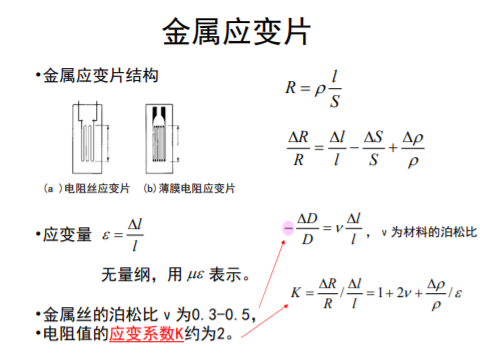 金属应变片
•金属应变片结构
R = ρ l/S
ΔR/R = Δl/l − ΔS/S + Δρ/ρ
(a )电阻丝应变片 (b)薄膜电阻应变片
•应变量 ε = Δl/l
−ΔD/D = ν Δl/l ，ν 为材料的泊松比
无量纲，用 με 表示。
K = ΔR/R / Δl/l = 1 + 2ν + Δρ/ρ / ε
•金属丝的泊松比 ν 为0.3-0.5，
•电阻值的应变系数K约为2。